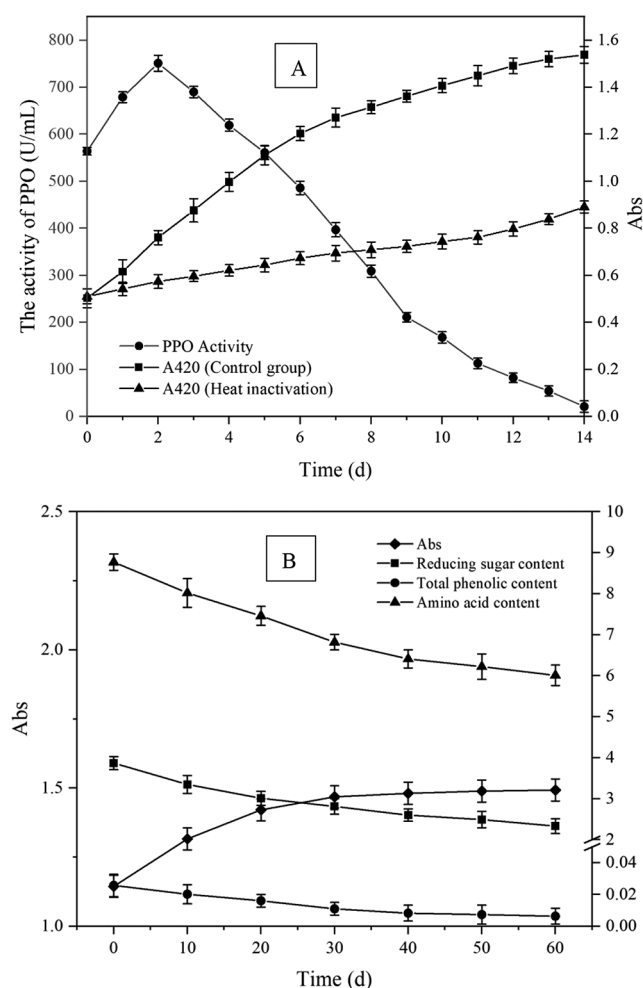 A
The activity of PPO (U/mL)
800
700
600
500
400
300
200
100
0
1.6
1.4
1.2
1.0
0.8
0.6
0.4
0.2
0.0
Abs
PPO Activity
A420 (Control group)
A420 (Heat inactivation)
0 2 4 6 8 10 12 14
Time (d)
B
Abs
2.5
2.0
1.5
1.0
10
9
8
7
6
5
4
3
2
0.04
0.02
0.00
Abs
Reducing sugar content
Total phenolic content
Amino acid content
0 10 20 30 40 50 60
Time (d)